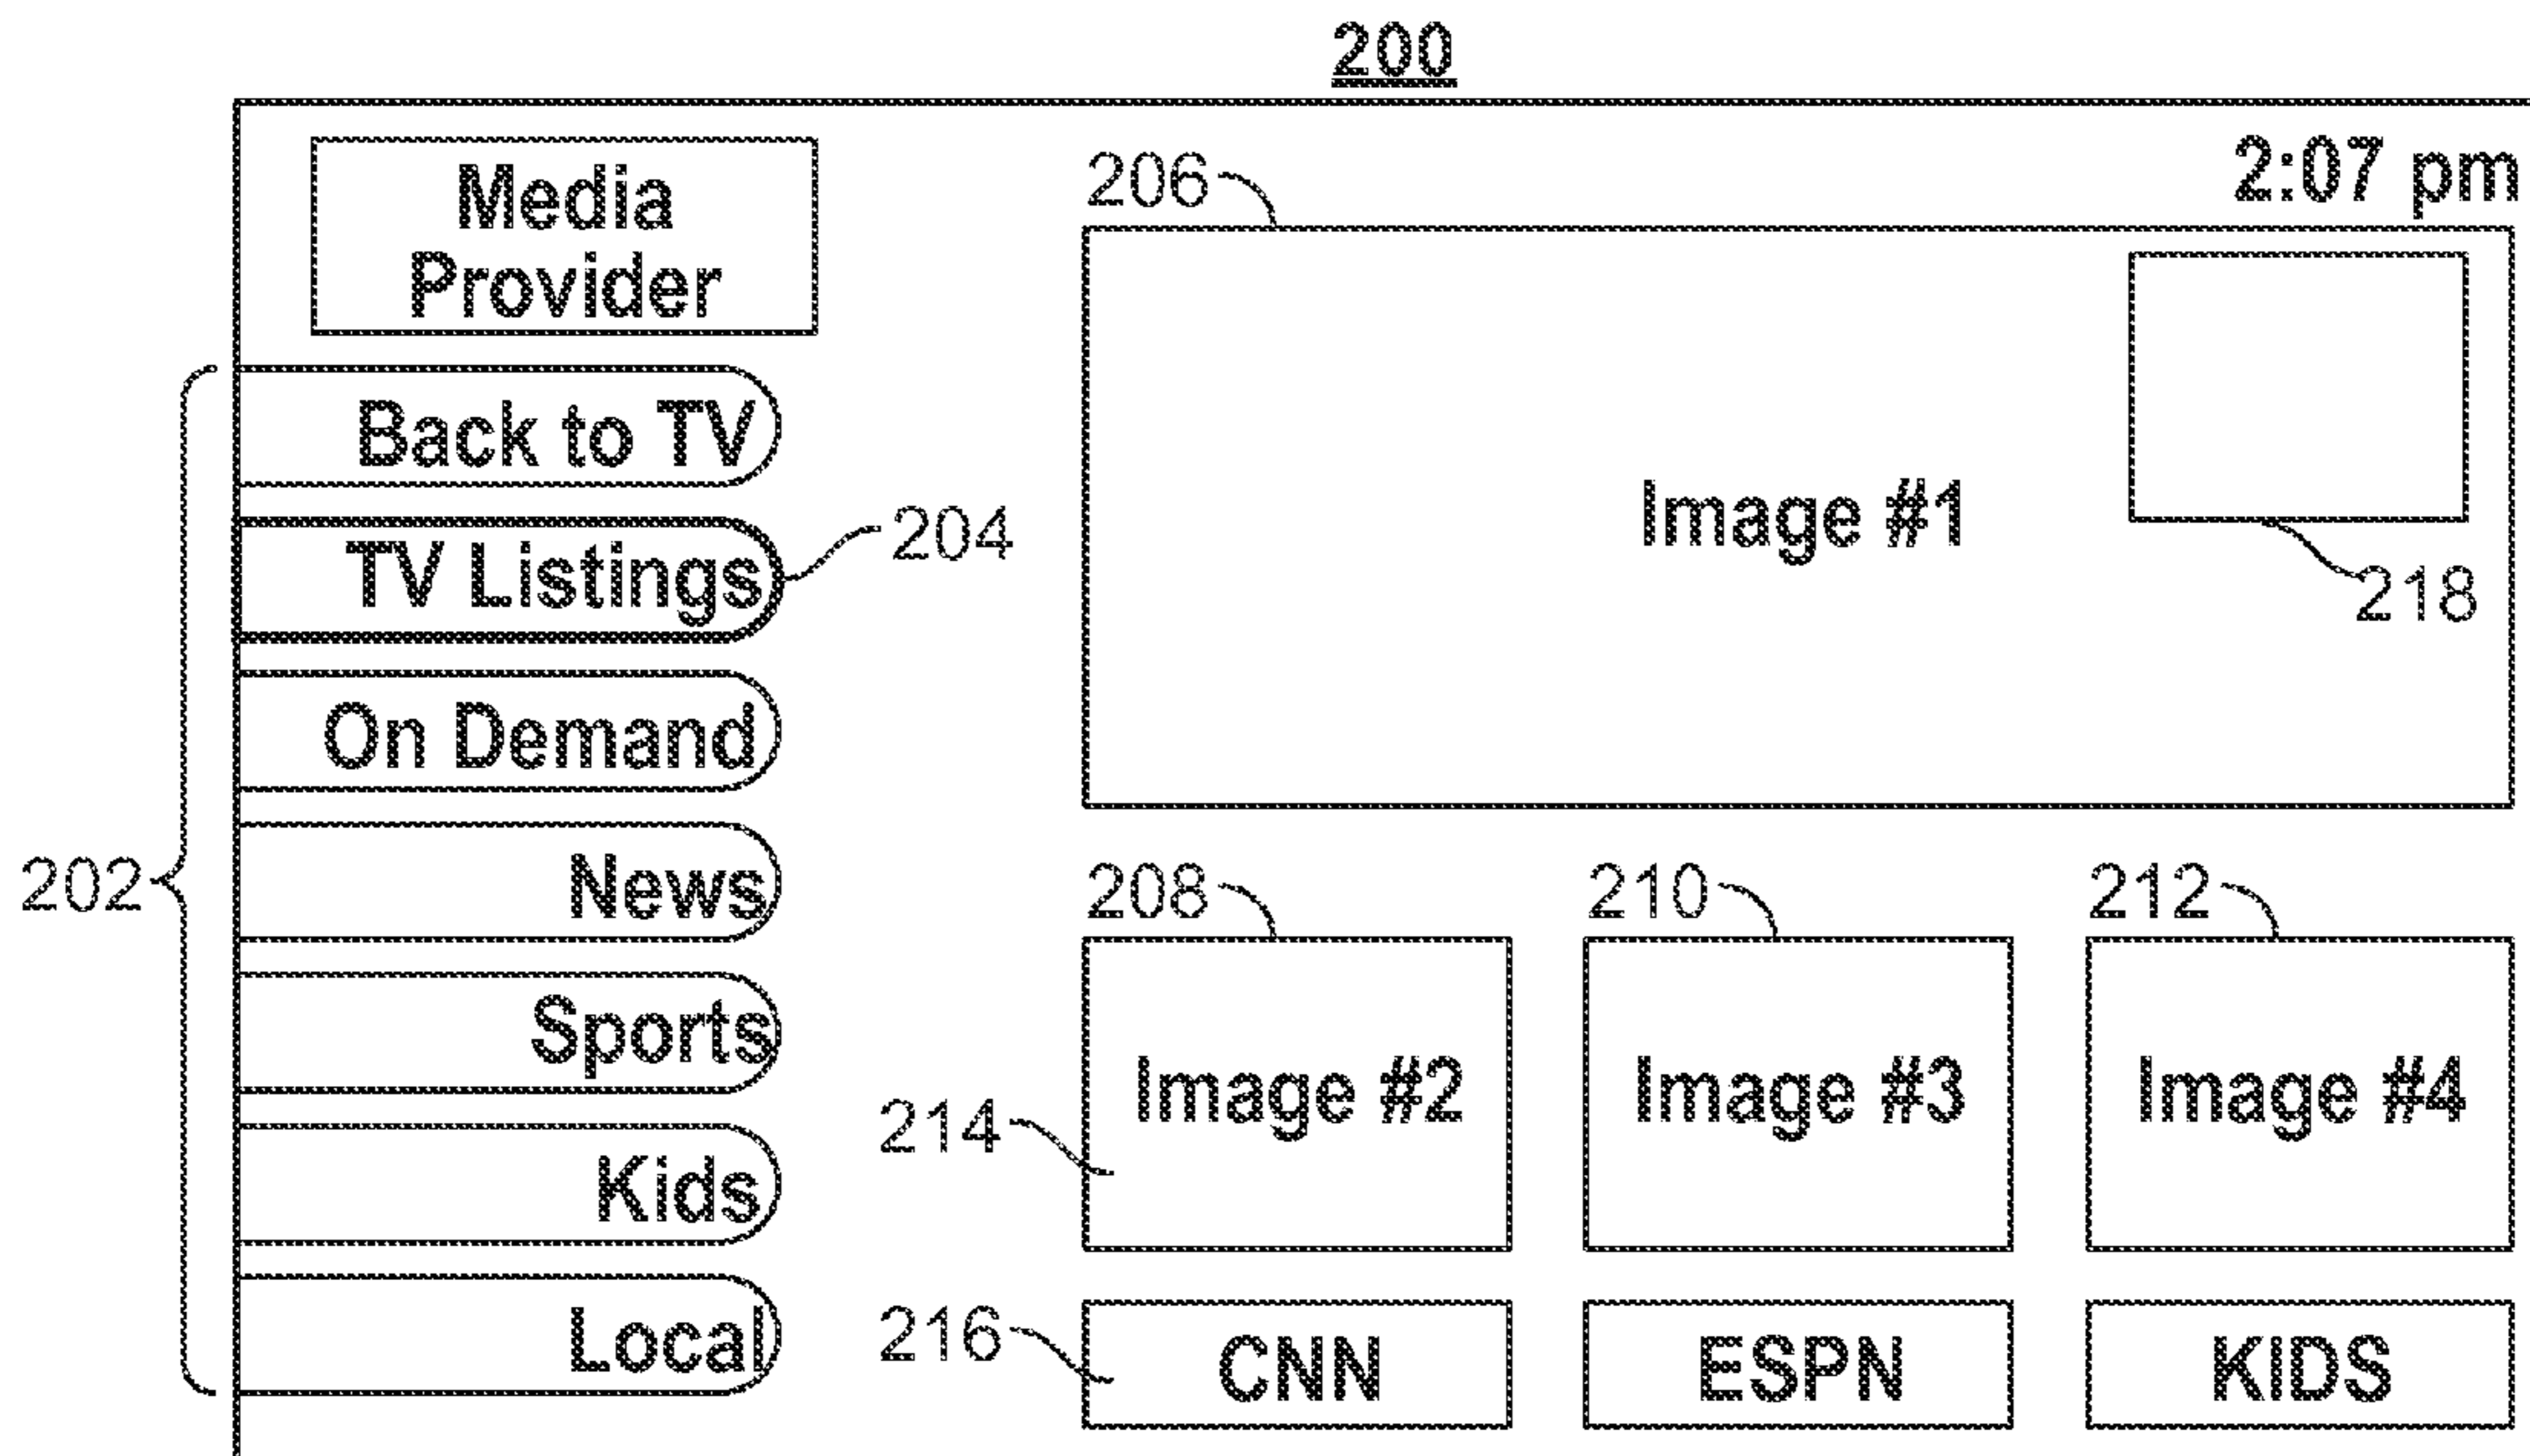 200
2:07 pm
Media
Provider
206
Back to TV
TV Listings
204
Image #1
218
On Demand
202
News
208
210
212
Sports
Image #2
Image #3
Image #4
214
Kids
Local
216
CNN
ESPN
KIDS